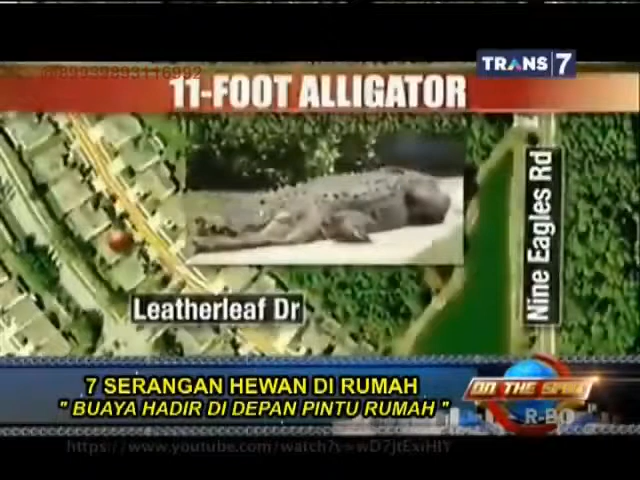 TRANS 7
11-FOOT ALLIGATOR
Nine Eagles Rd
Leatherleaf Dr
7 SERANGAN HEWAN DI RUMAH
ON THE SPOT
" BUAYA HADIR DI DEPAN PINTU RUMAH "
R-BO